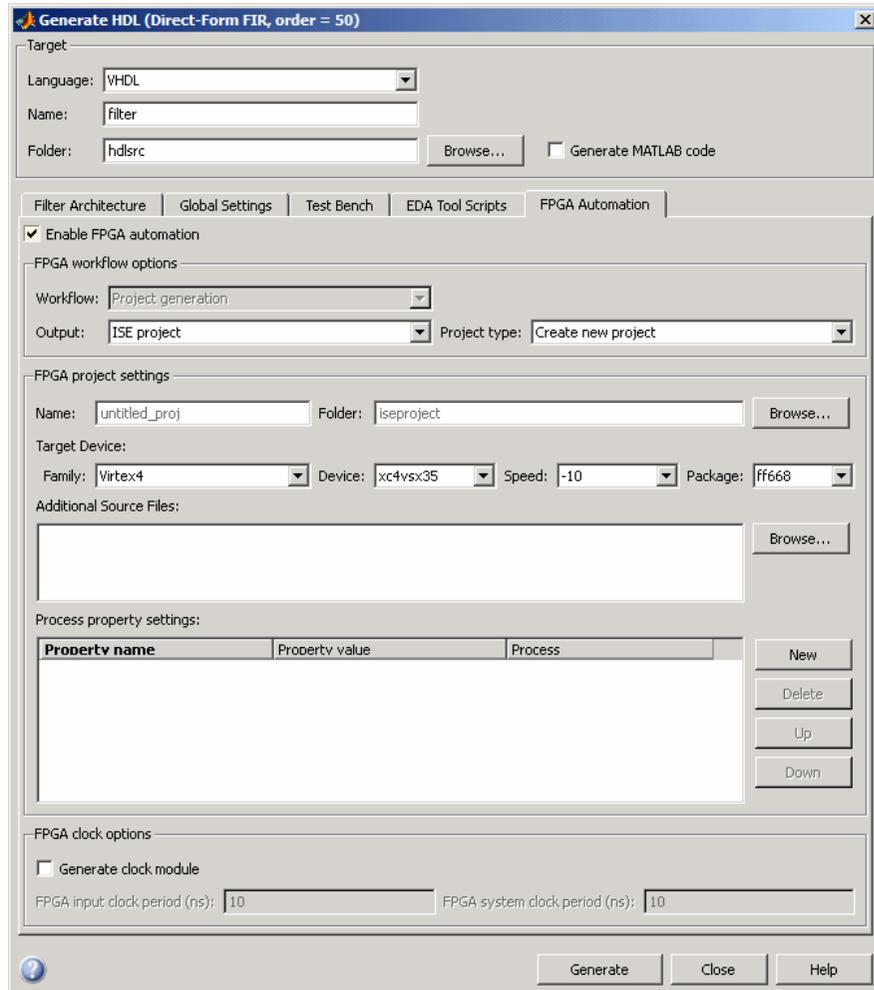 Generate HDL (Direct-Form FIR, order = 50)
Target
Language: VHDL
Name: filter
Folder: hdlsrc Browse... Generate MATLAB code
Filter Architecture Global Settings Test Bench EDA Tool Scripts FPGA Automation
Enable FPGA automation
FPGA workflow options
Workflow: Project generation
Output: ISE project Project type: Create new project
FPGA project settings
Name: untitled_proj Folder: iseproject Browse...
Target Device:
Family: Virtex4 Device: xc4vsx35 Speed: -10 Package: ff668
Additional Source Files:
Browse...
Process property settings:
Property name Property value Process
New
Delete
Up
Down
FPGA clock options
Generate clock module
FPGA input clock period (ns): 10 FPGA system clock period (ns): 10
? Generate Close Help